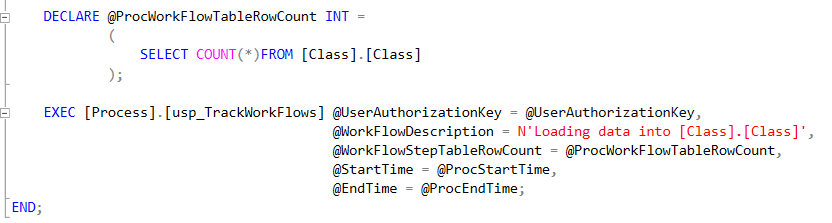 DECLARE @ProcWorkFlowTableRowCount INT =
(
SELECT COUNT(*)FROM [Class].[Class]
);
EXEC [Process].[usp_TrackWorkFlows] @UserAuthorizationKey = @UserAuthorizationKey,
@WorkFlowDescription = N'Loading data into [Class].[Class]',
@WorkFlowStepTableRowCount = @ProcWorkFlowTableRowCount,
@StartTime = @ProcStartTime,
@EndTime = @ProcEndTime;
END;